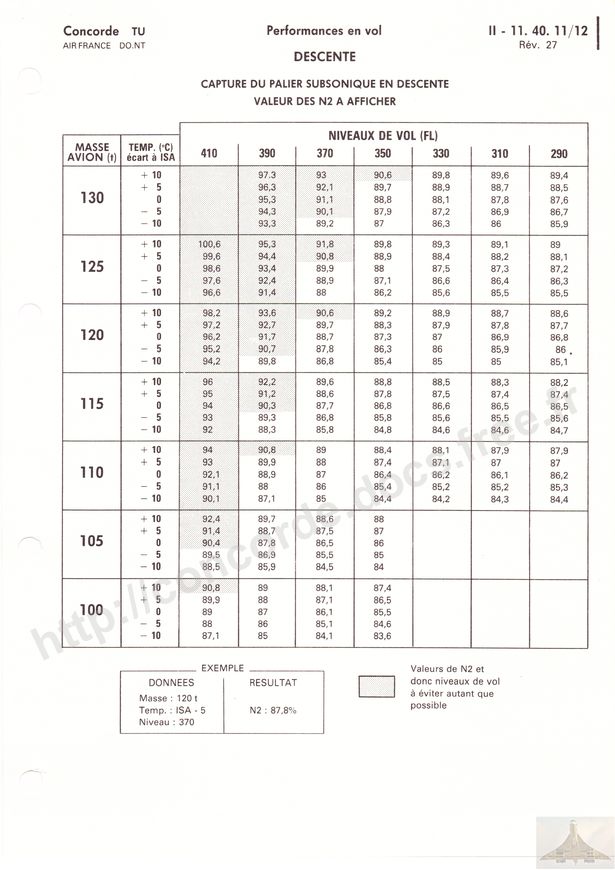 Concorde TU Performances en vol II - 11. 40. 11/12
AIR FRANCE DO.NT Rév. 27
DESCENTE
CAPTURE DU PALIER SUBSONIQUE EN DESCENTE
VALEUR DES N2 A AFFICHER
NIVEAUX DE VOL (FL)
MASSE AVION (t) TEMP. (°C) écart à ISA 410 390 370 350 330 310 290
+ 10 97.3 93 90,6 89,8 89,6 89,4
+ 5 96,3 92,1 89,7 88,9 88,7 88,5
130 0 95,3 91,1 88,8 88,1 87,8 87,6
− 5 94,3 90,1 87,9 87,2 86,9 86,7
− 10 93,3 89,2 87 86,3 86 85,9
+ 10 100,6 95,3 91,8 89,8 89,3 89,1 89
+ 5 99,6 94,4 90,8 88,9 88,4 88,2 88,1
125 0 98,6 93,4 89,9 88 87,5 87,3 87,2
− 5 97,6 92,4 88,9 87,1 86,6 86,4 86,3
− 10 96,6 91,4 88 86,2 85,6 85,5 85,5
+ 10 98,2 93,6 90,6 89,2 88,9 88,7 88,6
+ 5 97,2 92,7 89,7 88,3 87,9 87,8 87,7
120 0 96,2 91,7 88,7 87,3 87 86,9 86,8
− 5 95,2 90,7 87,8 86,3 86 85,9 86
− 10 94,2 89,8 86,8 85,4 85 85 85,1
+ 10 96 92,2 89,6 88,8 88,5 88,3 88,2
+ 5 95 91,2 88,6 87,8 87,5 87,4 87,4
115 0 94 90,3 87,7 86,8 86,6 86,5 86,5
− 5 93 89,3 86,8 85,8 85,6 85,5 85,6
− 10 92 88,3 85,8 84,8 84,6 84,6 84,7
+ 10 94 90,8 89 88,4 88,1 87,9 87,9
+ 5 93 89,9 88 87,4 87,1 87 87
110 0 92,1 88,9 87 86,4 86,2 86,1 86,2
− 5 91,1 88 86 85,4 85,2 85,2 85,3
− 10 90,1 87,1 85 84,4 84,2 84,3 84,4
+ 10 92,4 89,7 88,6 88
+ 5 91,4 88,7 87,5 87
105 0 90,4 87,8 86,5 86
− 5 89,5 86,9 85,5 85
− 10 88,5 85,9 84,5 84
+ 10 90,8 89 88,1 87,4
+ 5 89,9 88 87,1 86,5
100 0 89 87 86,1 85,5
− 5 88 86 85,1 84,6
− 10 87,1 85 84,1 83,6
EXEMPLE
DONNEES RESULTAT
Masse : 120 t
Temp. : ISA - 5 N2 : 87,8%
Niveau : 370
Valeurs de N2 et
donc niveaux de vol
à éviter autant que
possible
http://concorde.docs.free.fr